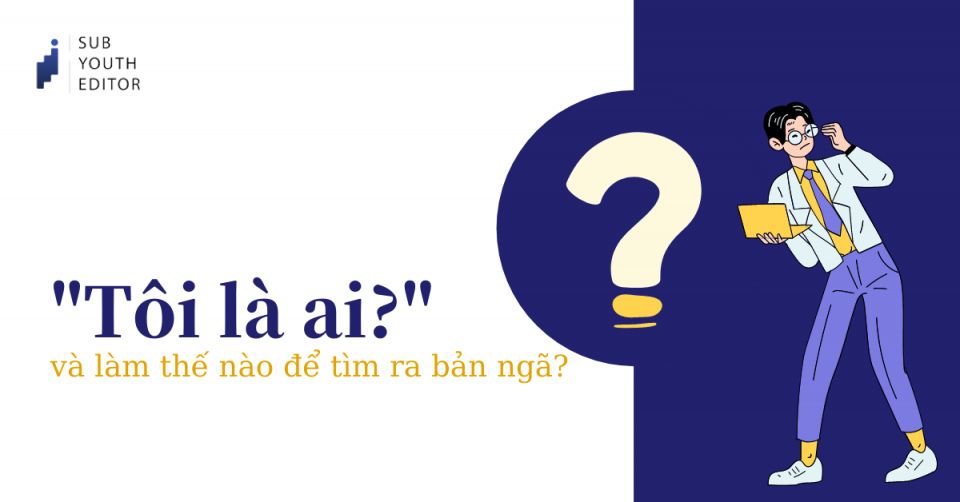 SUB
YOUTH
EDITOR
"Tôi là ai?"
và làm thế nào để tìm ra bản ngã?